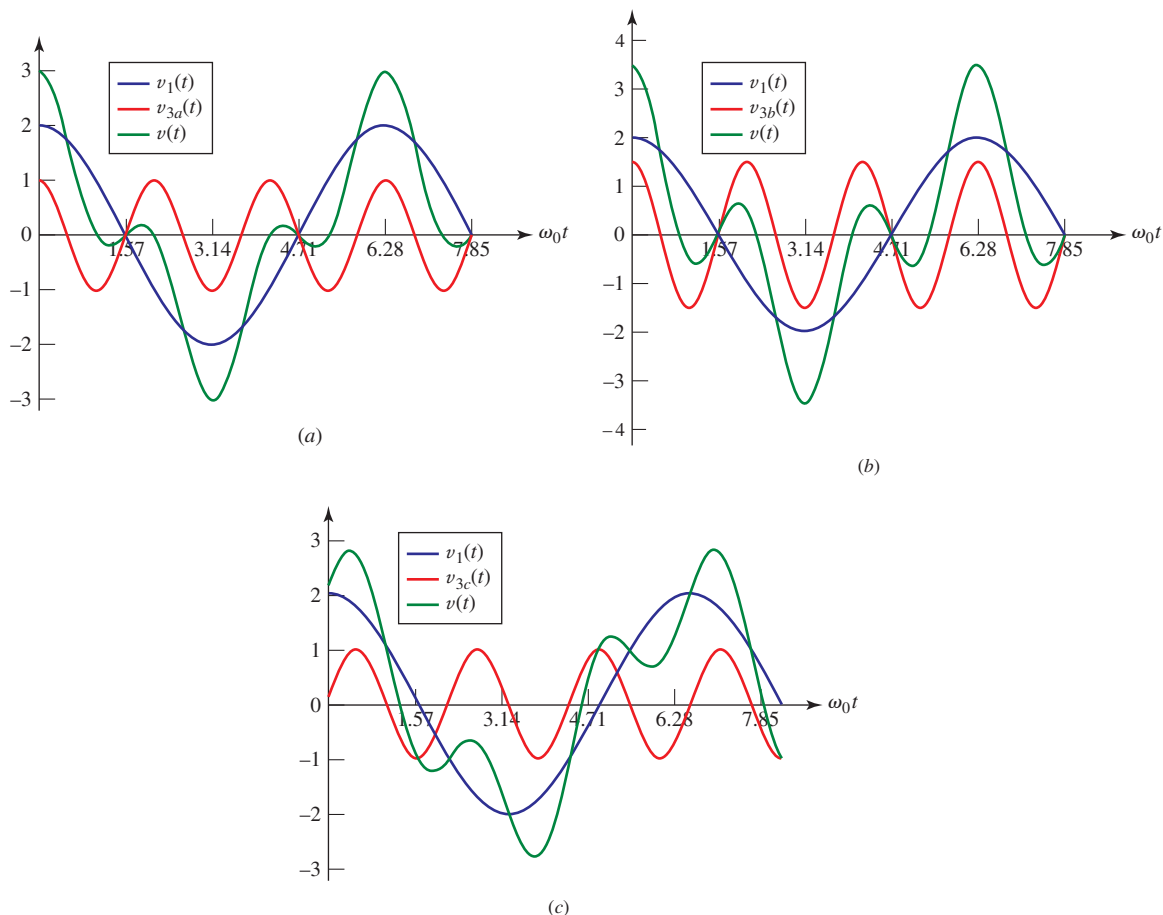 3
2
1
0
−1
−2
−3
v1(t)
v3a(t)
v(t)
1.57
3.14
4.71
6.28
7.85
ω0t
(a)
4
3
2
1
0
−1
−2
−3
−4
v1(t)
v3b(t)
v(t)
1.57
3.14
4.71
6.28
7.85
ω0t
(b)
3
2
1
0
−1
−2
−3
v1(t)
v3c(t)
v(t)
1.57
3.14
4.71
6.28
7.85
ω0t
(c)